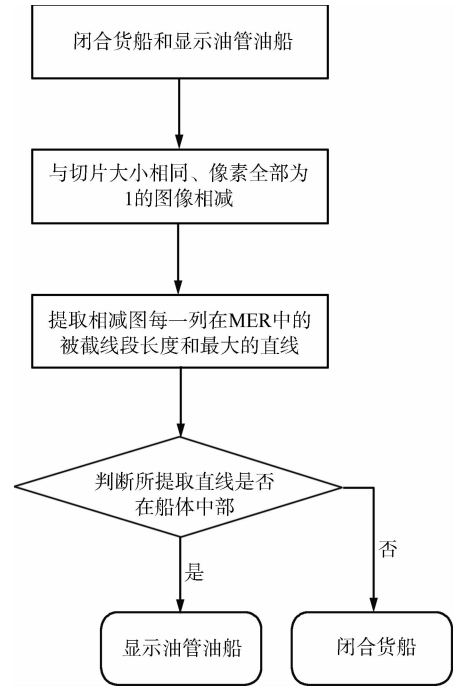 闭合货船和显示油管油船
与切片大小相同、像素全部为
1的图像相减
提取相减图每一列在MER中的
被截线段长度和最大的直线
判断所提取直线是否
在船体中部
否
是
显示油管油船
闭合货船